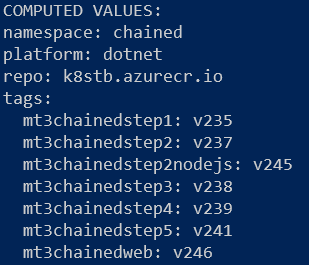 COMPUTED VALUES:
namespace: chained
platform: dotnet
repo: k8stb.azurecr.io
tags:
  mt3chainedstep1: v235
  mt3chainedstep2: v237
  mt3chainedstep2nodejs: v245
  mt3chainedstep3: v238
  mt3chainedstep4: v239
  mt3chainedstep5: v241
  mt3chainedweb: v246